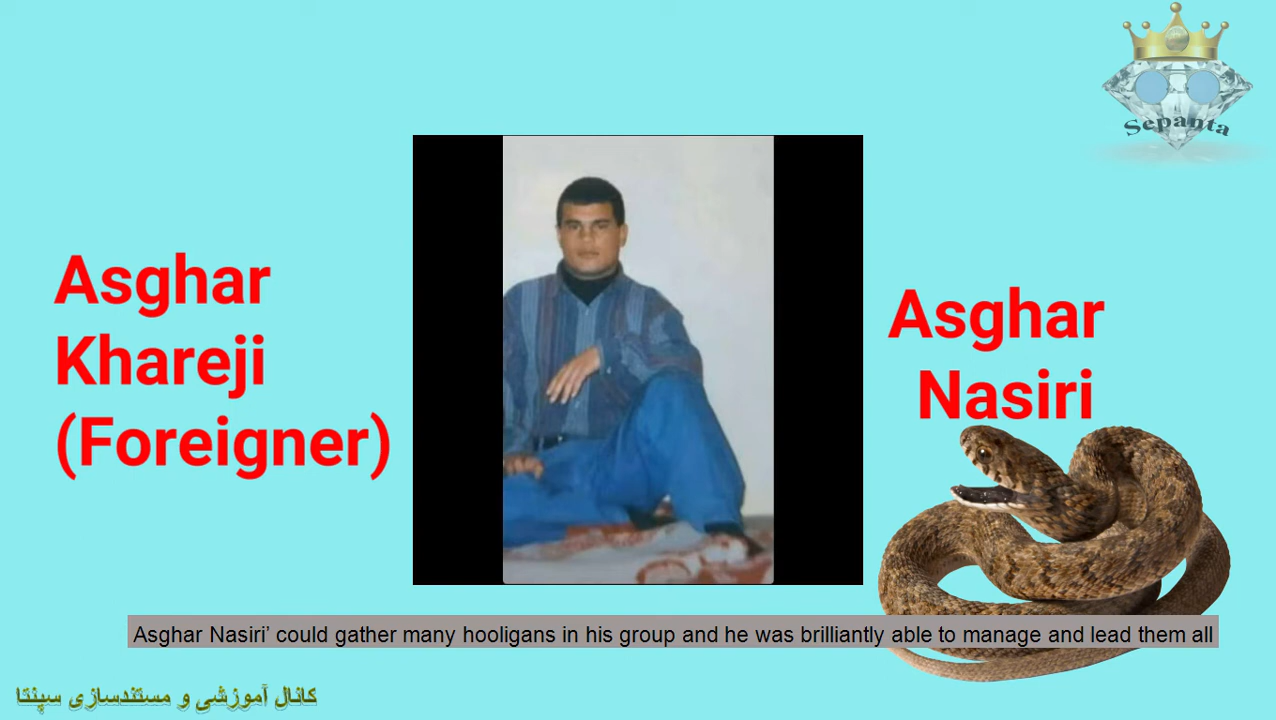 Sepanta
Asghar
Khareji
(Foreigner)
Asghar
Nasiri
Asghar Nasiri’ could gather many hooligans in his group and he was brilliantly able to manage and lead them all
کانال آموزشی و مستندسازی سپنتا